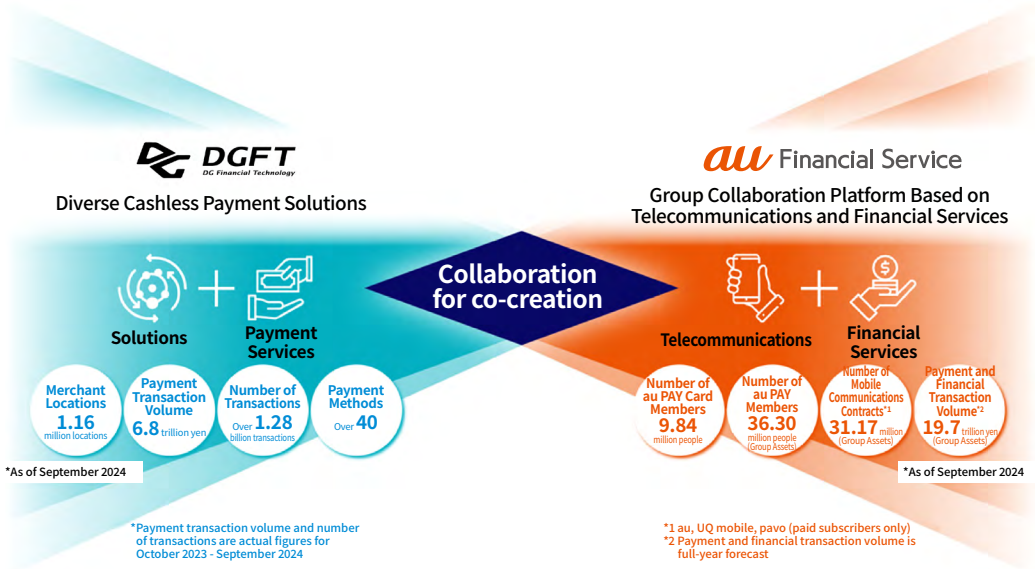 DGFT
DG Financial Technology
Diverse Cashless Payment Solutions
au Financial Service
Group Collaboration Platform Based on
Telecommunications and Financial Services
Collaboration
for co-creation
Solutions
Payment
Services
Telecommunications
Financial
Services
Merchant
Locations
1.16
million locations
Payment
Transaction
Volume
6.8 trillion yen
Number of
Transactions
Over 1.28
billion transactions
Payment
Methods
Over 40
Number of
au PAY Card
Members
9.84
million people
Number of
au PAY
Members
36.30
million people
(Group Assets)
Number of
Mobile
Communications
Contracts*1
31.17 million
(Group Assets)
Payment and
Financial
Transaction
Volume*2
19.7 trillion yen
(Group Assets)
*As of September 2024
*As of September 2024
*Payment transaction volume and number
of transactions are actual figures for
October 2023 - September 2024
*1 au, UQ mobile, pavo (paid subscribers only)
*2 Payment and financial transaction volume is
full-year forecast